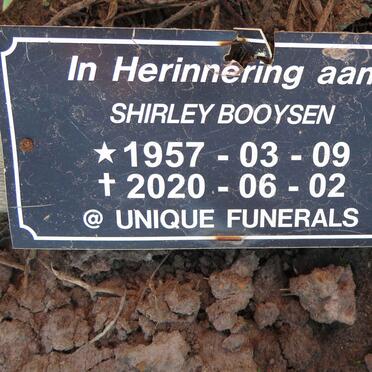 In Herinnering aan
SHIRLEY BOOYSEN
★ 1957 - 03 - 09
✝ 2020 - 06 - 02
@ UNIQUE FUNERALS